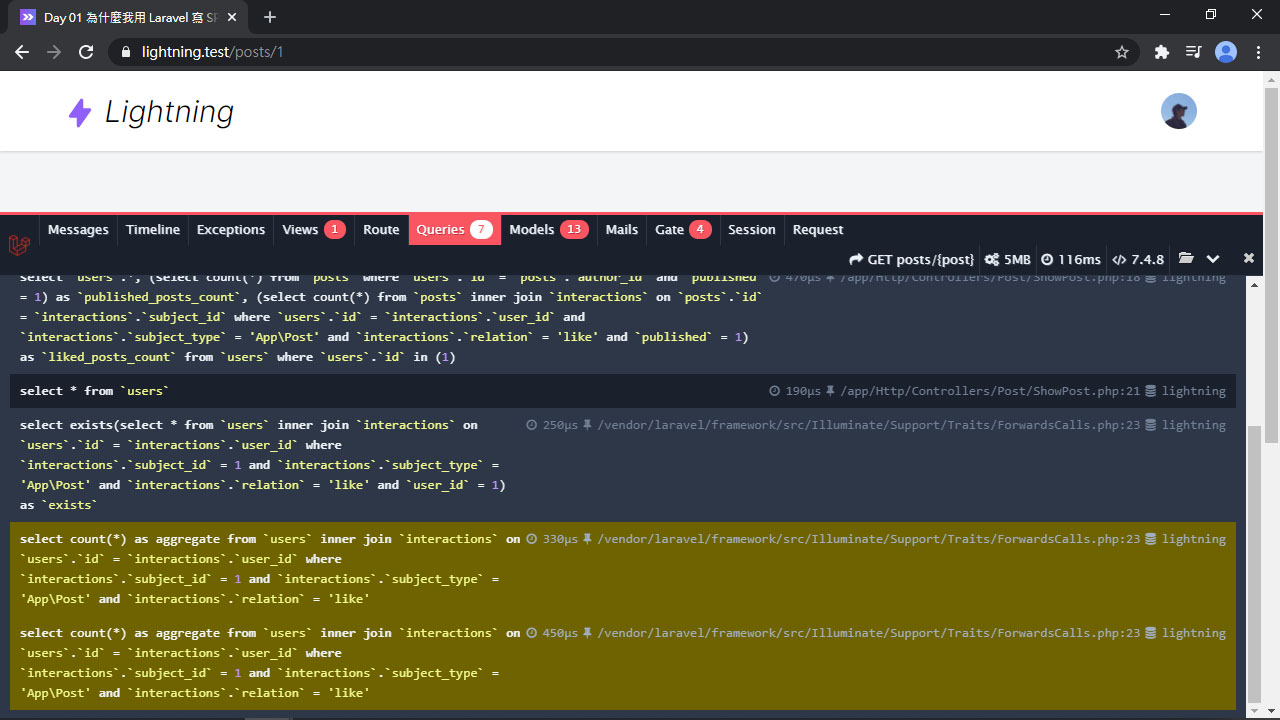 Day 01 為什麼我用 Laravel 寫 SP
lightning.test/posts/1
Lightning
Messages Timeline Exceptions Views 1 Route Queries 7 Models 13 Mails Gate 4 Session Request
GET posts/{post} 5MB 116ms 7.4.8
select `users`.*, (select count(*) from `posts` where `users`.`id` = `posts`.`author_id` and `published` 470μs /app/Http/Controllers/Post/ShowPost.php:18 lightning
= 1) as `published_posts_count`, (select count(*) from `posts` inner join `interactions` on `posts`.`id`
= `interactions`.`subject_id` where `users`.`id` = `interactions`.`user_id` and
`interactions`.`subject_type` = 'App\Post' and `interactions`.`relation` = 'like' and `published` = 1)
as `liked_posts_count` from `users` where `users`.`id` in (1)
select * from `users` 190μs /app/Http/Controllers/Post/ShowPost.php:21 lightning
select exists(select * from `users` inner join `interactions` on 250μs /vendor/laravel/framework/src/Illuminate/Support/Traits/ForwardsCalls.php:23 lightning
`users`.`id` = `interactions`.`user_id` where
`interactions`.`subject_id` = 1 and `interactions`.`subject_type` =
'App\Post' and `interactions`.`relation` = 'like' and `user_id` = 1)
as `exists`
select count(*) as aggregate from `users` inner join `interactions` on 330μs /vendor/laravel/framework/src/Illuminate/Support/Traits/ForwardsCalls.php:23 lightning
`users`.`id` = `interactions`.`user_id` where
`interactions`.`subject_id` = 1 and `interactions`.`subject_type` =
'App\Post' and `interactions`.`relation` = 'like'
select count(*) as aggregate from `users` inner join `interactions` on 450μs /vendor/laravel/framework/src/Illuminate/Support/Traits/ForwardsCalls.php:23 lightning
`users`.`id` = `interactions`.`user_id` where
`interactions`.`subject_id` = 1 and `interactions`.`subject_type` =
'App\Post' and `interactions`.`relation` = 'like'